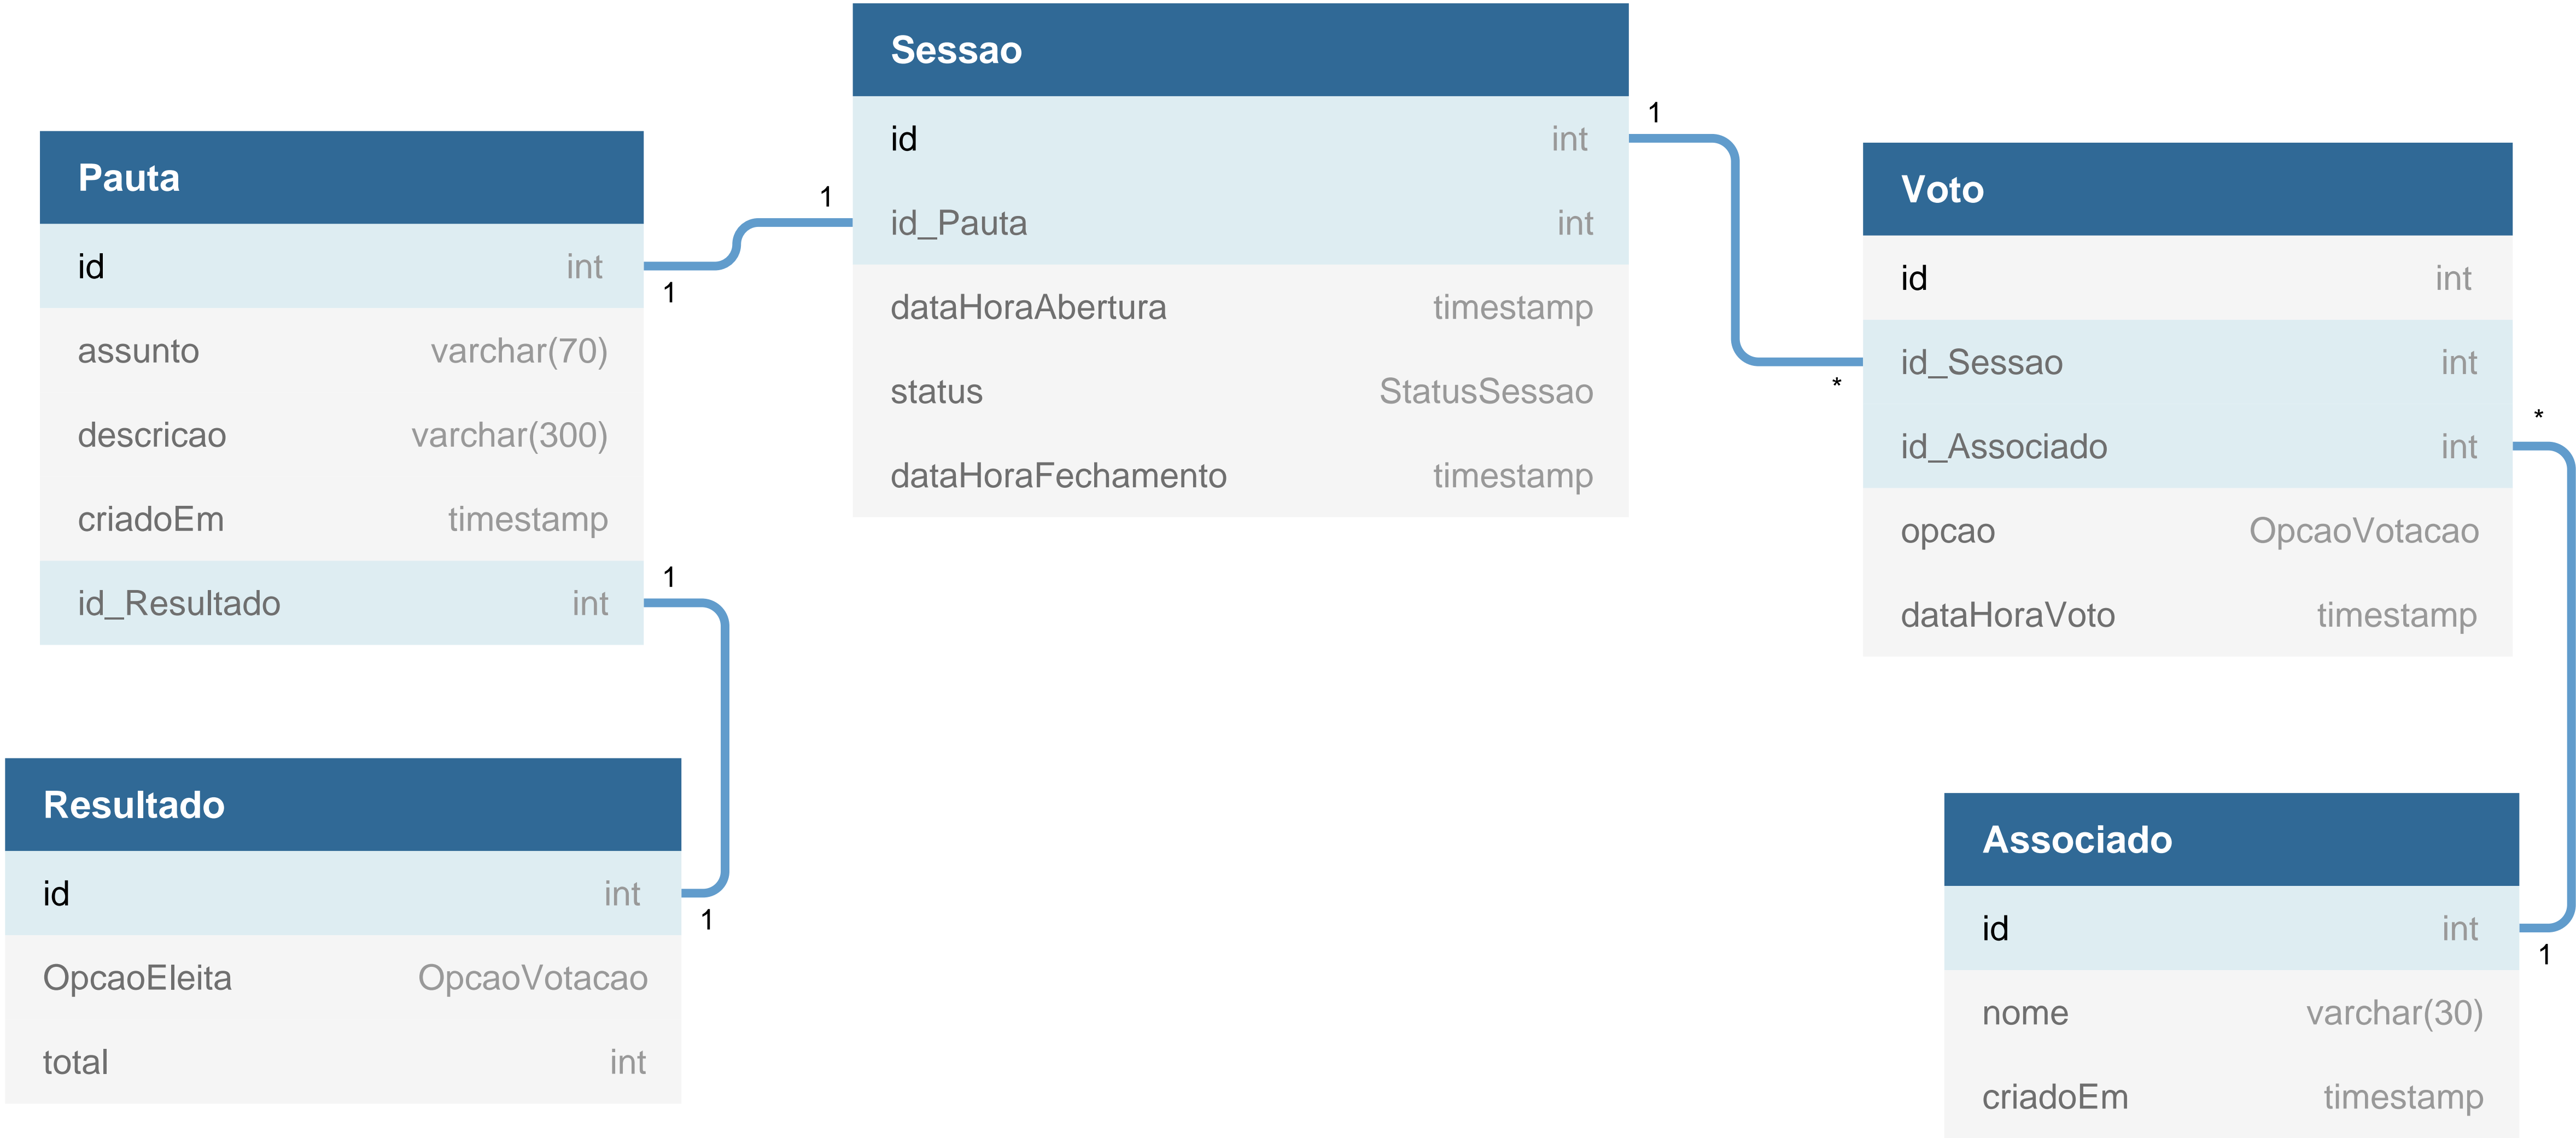 Pauta
id int
assunto varchar(70)
descricao varchar(300)
criadoEm timestamp
id_Resultado int
1
1
Resultado
id int
OpcaoEleita OpcaoVotacao
total int
1
1
Sessao
id int
id_Pauta int
dataHoraAbertura timestamp
status StatusSessao
dataHoraFechamento timestamp
1
*
Voto
id int
id_Sessao int
id_Associado int
opcao OpcaoVotacao
dataHoraVoto timestamp
*
1
Associado
id int
nome varchar(30)
criadoEm timestamp